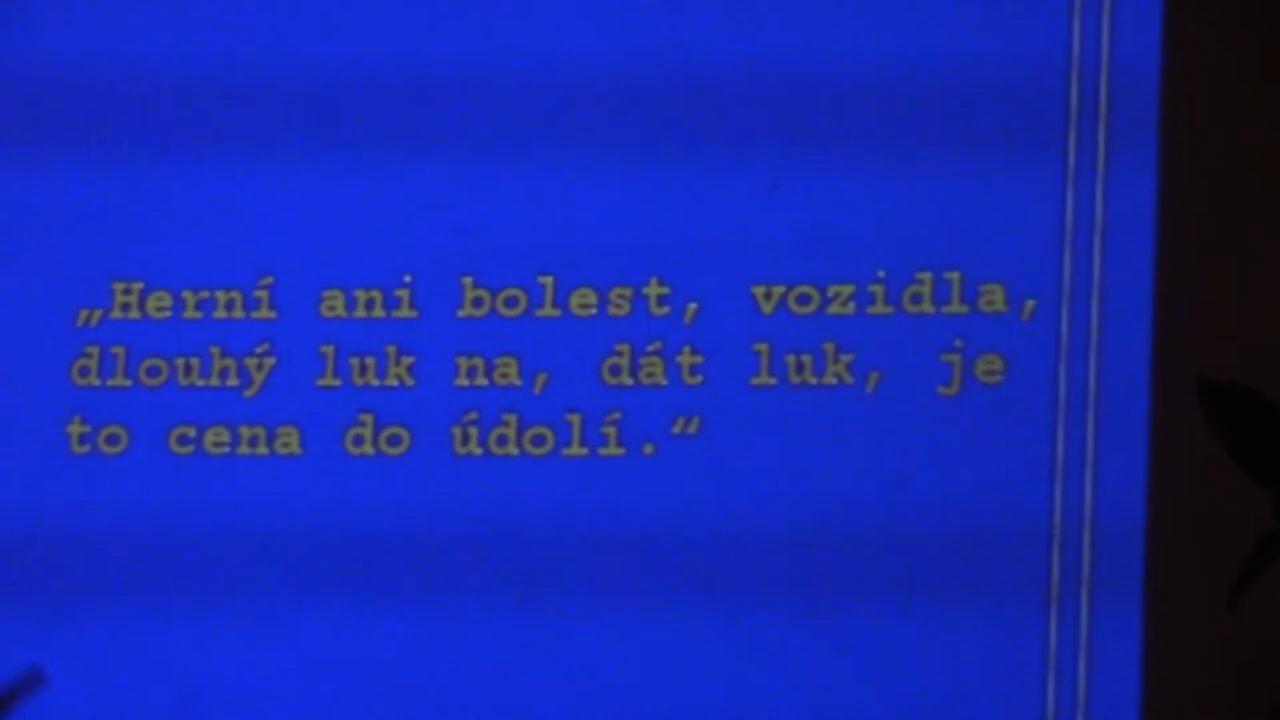 „Herní ani bolest, vozidla,
dlouhý luk na, dát luk, je
to cena do údolí.“